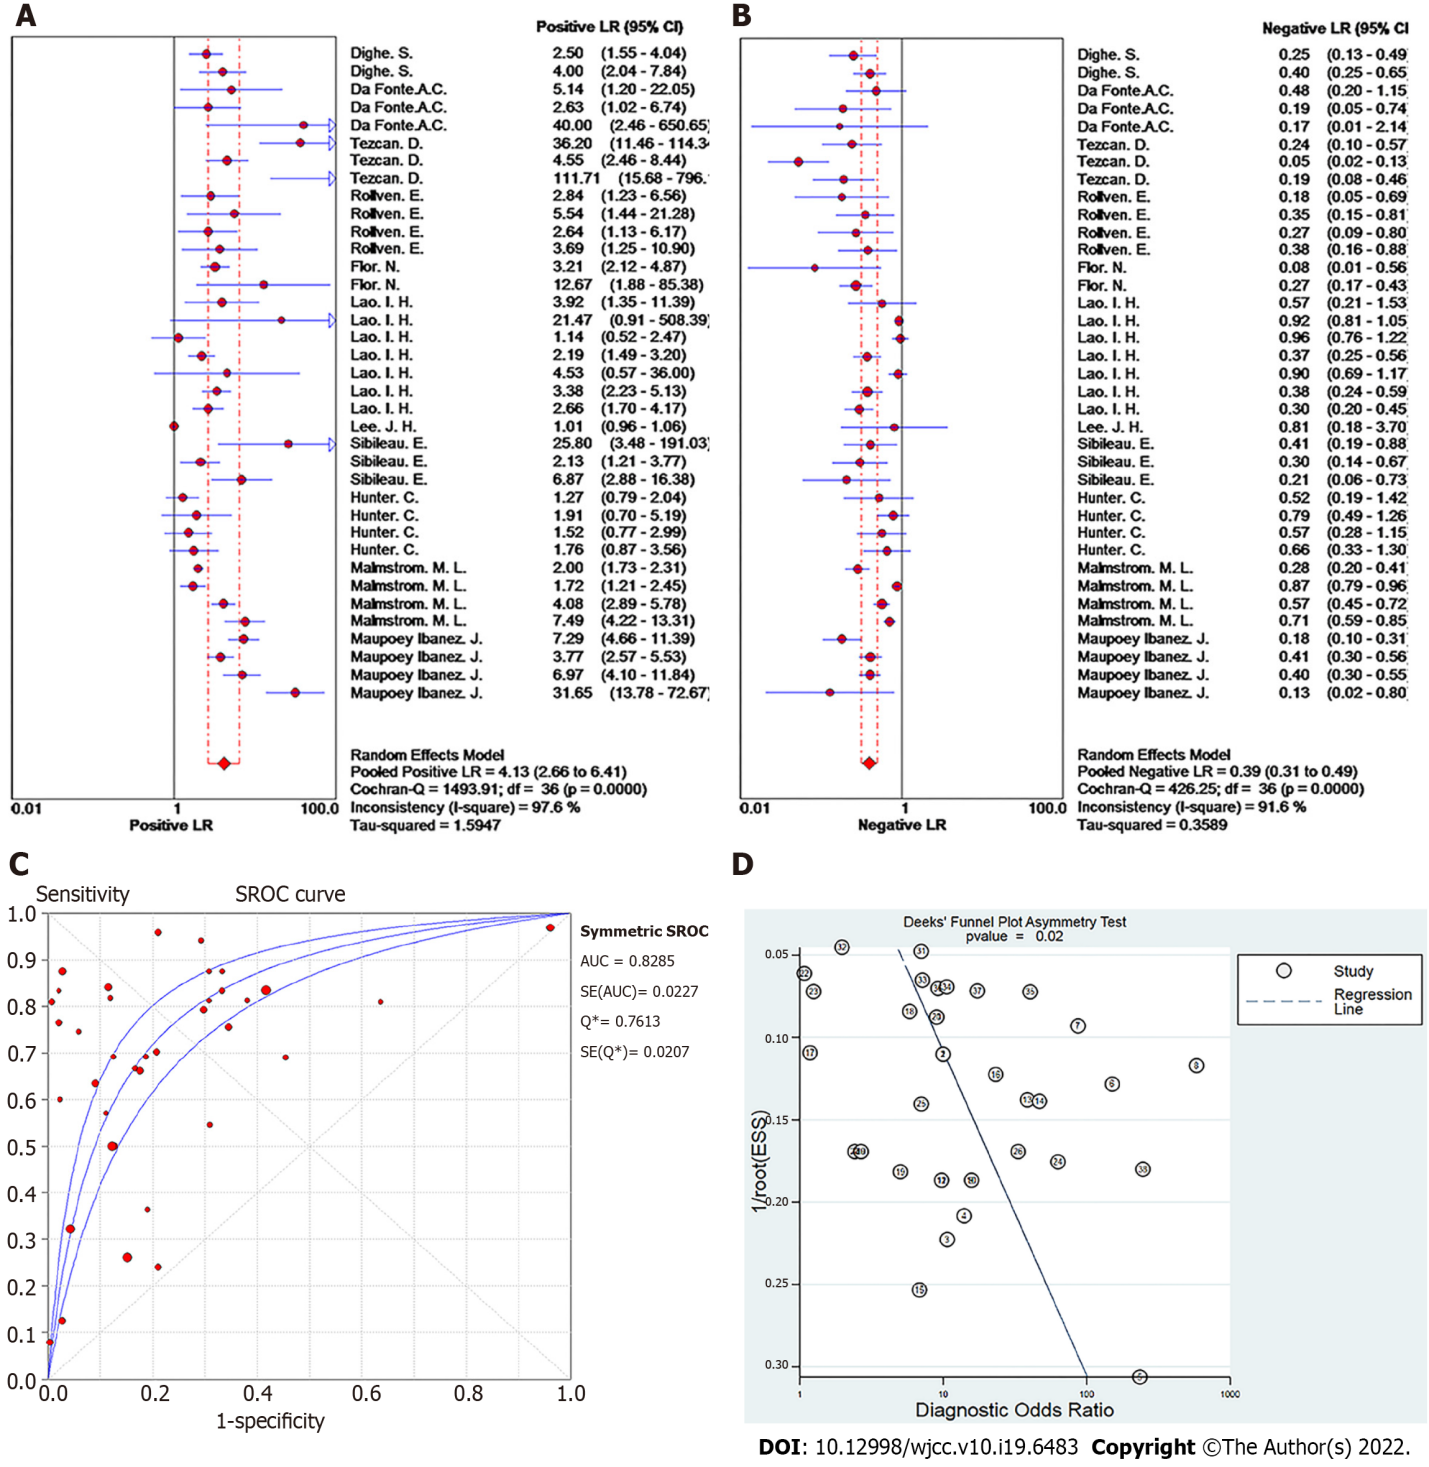 A
Positive LR (95% CI)
Dighe. S. 2.50 (1.55 - 4.04)
Dighe. S. 4.00 (2.04 - 7.84)
Da Fonte.A.C. 5.14 (1.20 - 22.05)
Da Fonte.A.C. 2.63 (1.02 - 6.74)
Da Fonte.A.C. 40.00 (2.46 - 650.65)
Tezcan. D. 36.20 (11.46 - 114.3
Tezcan. D. 4.55 (2.46 - 8.44)
Tezcan. D. 111.71 (15.68 - 796.
Rollven. E. 2.84 (1.23 - 6.56)
Rollven. E. 5.54 (1.44 - 21.28)
Rollven. E. 2.64 (1.13 - 6.17)
Rollven. E. 3.69 (1.25 - 10.90)
Flor. N. 3.21 (2.12 - 4.87)
Flor. N. 12.67 (1.88 - 85.38)
Lao. I. H. 3.92 (1.35 - 11.39)
Lao. I. H. 21.47 (0.91 - 508.39)
Lao. I. H. 1.14 (0.52 - 2.47)
Lao. I. H. 2.19 (1.49 - 3.20)
Lao. I. H. 4.53 (0.57 - 36.00)
Lao. I. H. 3.38 (2.23 - 5.13)
Lao. I. H. 2.66 (1.70 - 4.17)
Lee. J. H. 1.01 (0.96 - 1.06)
Sibileau. E. 25.80 (3.48 - 191.03)
Sibileau. E. 2.13 (1.21 - 3.77)
Sibileau. E. 6.87 (2.88 - 16.38)
Hunter. C. 1.27 (0.79 - 2.04)
Hunter. C. 1.91 (0.70 - 5.19)
Hunter. C. 1.52 (0.77 - 2.99)
Hunter. C. 1.76 (0.87 - 3.56)
Malmstrom. M. L. 2.00 (1.73 - 2.31)
Malmstrom. M. L. 1.72 (1.21 - 2.45)
Malmstrom. M. L. 4.08 (2.89 - 5.78)
Malmstrom. M. L. 7.49 (4.22 - 13.31)
Maupoey Ibanez. J. 7.29 (4.66 - 11.39)
Maupoey Ibanez. J. 3.77 (2.57 - 5.53)
Maupoey Ibanez. J. 6.97 (4.10 - 11.84)
Maupoey Ibanez. J. 31.65 (13.78 - 72.67)
Random Effects Model
Pooled Positive LR = 4.13 (2.66 to 6.41)
Cochran-Q = 1493.91; df = 36 (p = 0.0000)
Inconsistency (I-square) = 97.6 %
Tau-squared = 1.5947
0.01 1 100.0
Positive LR
B
Negative LR (95% CI
Dighe. S. 0.25 (0.13 - 0.49
Dighe. S. 0.40 (0.25 - 0.65
Da Fonte.A.C. 0.48 (0.20 - 1.15
Da Fonte.A.C. 0.19 (0.05 - 0.74
Da Fonte.A.C. 0.17 (0.01 - 2.14
Tezcan. D. 0.24 (0.10 - 0.57
Tezcan. D. 0.05 (0.02 - 0.13
Tezcan. D. 0.19 (0.08 - 0.46
Rollven. E. 0.18 (0.05 - 0.69
Rollven. E. 0.35 (0.15 - 0.81
Rollven. E. 0.27 (0.09 - 0.80
Rollven. E. 0.38 (0.16 - 0.88
Flor. N. 0.08 (0.01 - 0.56
Flor. N. 0.27 (0.17 - 0.43
Lao. I. H. 0.57 (0.21 - 1.53
Lao. I. H. 0.92 (0.81 - 1.05
Lao. I. H. 0.96 (0.76 - 1.22
Lao. I. H. 0.37 (0.25 - 0.56
Lao. I. H. 0.90 (0.69 - 1.17
Lao. I. H. 0.38 (0.24 - 0.59
Lao. I. H. 0.30 (0.20 - 0.45
Lee. J. H. 0.81 (0.18 - 3.70
Sibileau. E. 0.41 (0.19 - 0.88
Sibileau. E. 0.30 (0.14 - 0.67
Sibileau. E. 0.21 (0.06 - 0.73
Hunter. C. 0.52 (0.19 - 1.42
Hunter. C. 0.79 (0.49 - 1.26
Hunter. C. 0.57 (0.28 - 1.15
Hunter. C. 0.66 (0.33 - 1.30
Malmstrom. M. L. 0.28 (0.20 - 0.41
Malmstrom. M. L. 0.87 (0.79 - 0.96
Malmstrom. M. L. 0.57 (0.45 - 0.72
Malmstrom. M. L. 0.71 (0.59 - 0.85
Maupoey Ibanez. J. 0.18 (0.10 - 0.31
Maupoey Ibanez. J. 0.41 (0.30 - 0.56
Maupoey Ibanez. J. 0.40 (0.30 - 0.55
Maupoey Ibanez. J. 0.13 (0.02 - 0.80
Random Effects Model
Pooled Negative LR = 0.39 (0.31 to 0.49)
Cochran-Q = 426.25; df = 36 (p = 0.0000)
Inconsistency (I-square) = 91.6 %
Tau-squared = 0.3589
0.01 1 100.0
Negative LR
C
Sensitivity SROC curve
1.0
0.9
0.8
0.7
0.6
0.5
0.4
0.3
0.2
0.1
0.0
0.0 0.2 0.4 0.6 0.8 1.0
1-specificity
Symmetric SROC
AUC = 0.8285
SE(AUC) = 0.0227
Q*= 0.7613
SE(Q*)= 0.0207
D
Deeks' Funnel Plot Asymmetry Test
pvalue = 0.02
Study
Regression
Line
1/root(ESS)
0.05
0.10
0.15
0.20
0.25
0.30
32
31
22
23
33
34
37
35
18
7
17
2
8
16
6
13 14
25
26
24
38
19
4
3
15
5
1 10 100 1000
Diagnostic Odds Ratio
DOI: 10.12998/wjcc.v10.i19.6483 Copyright ©The Author(s) 2022.